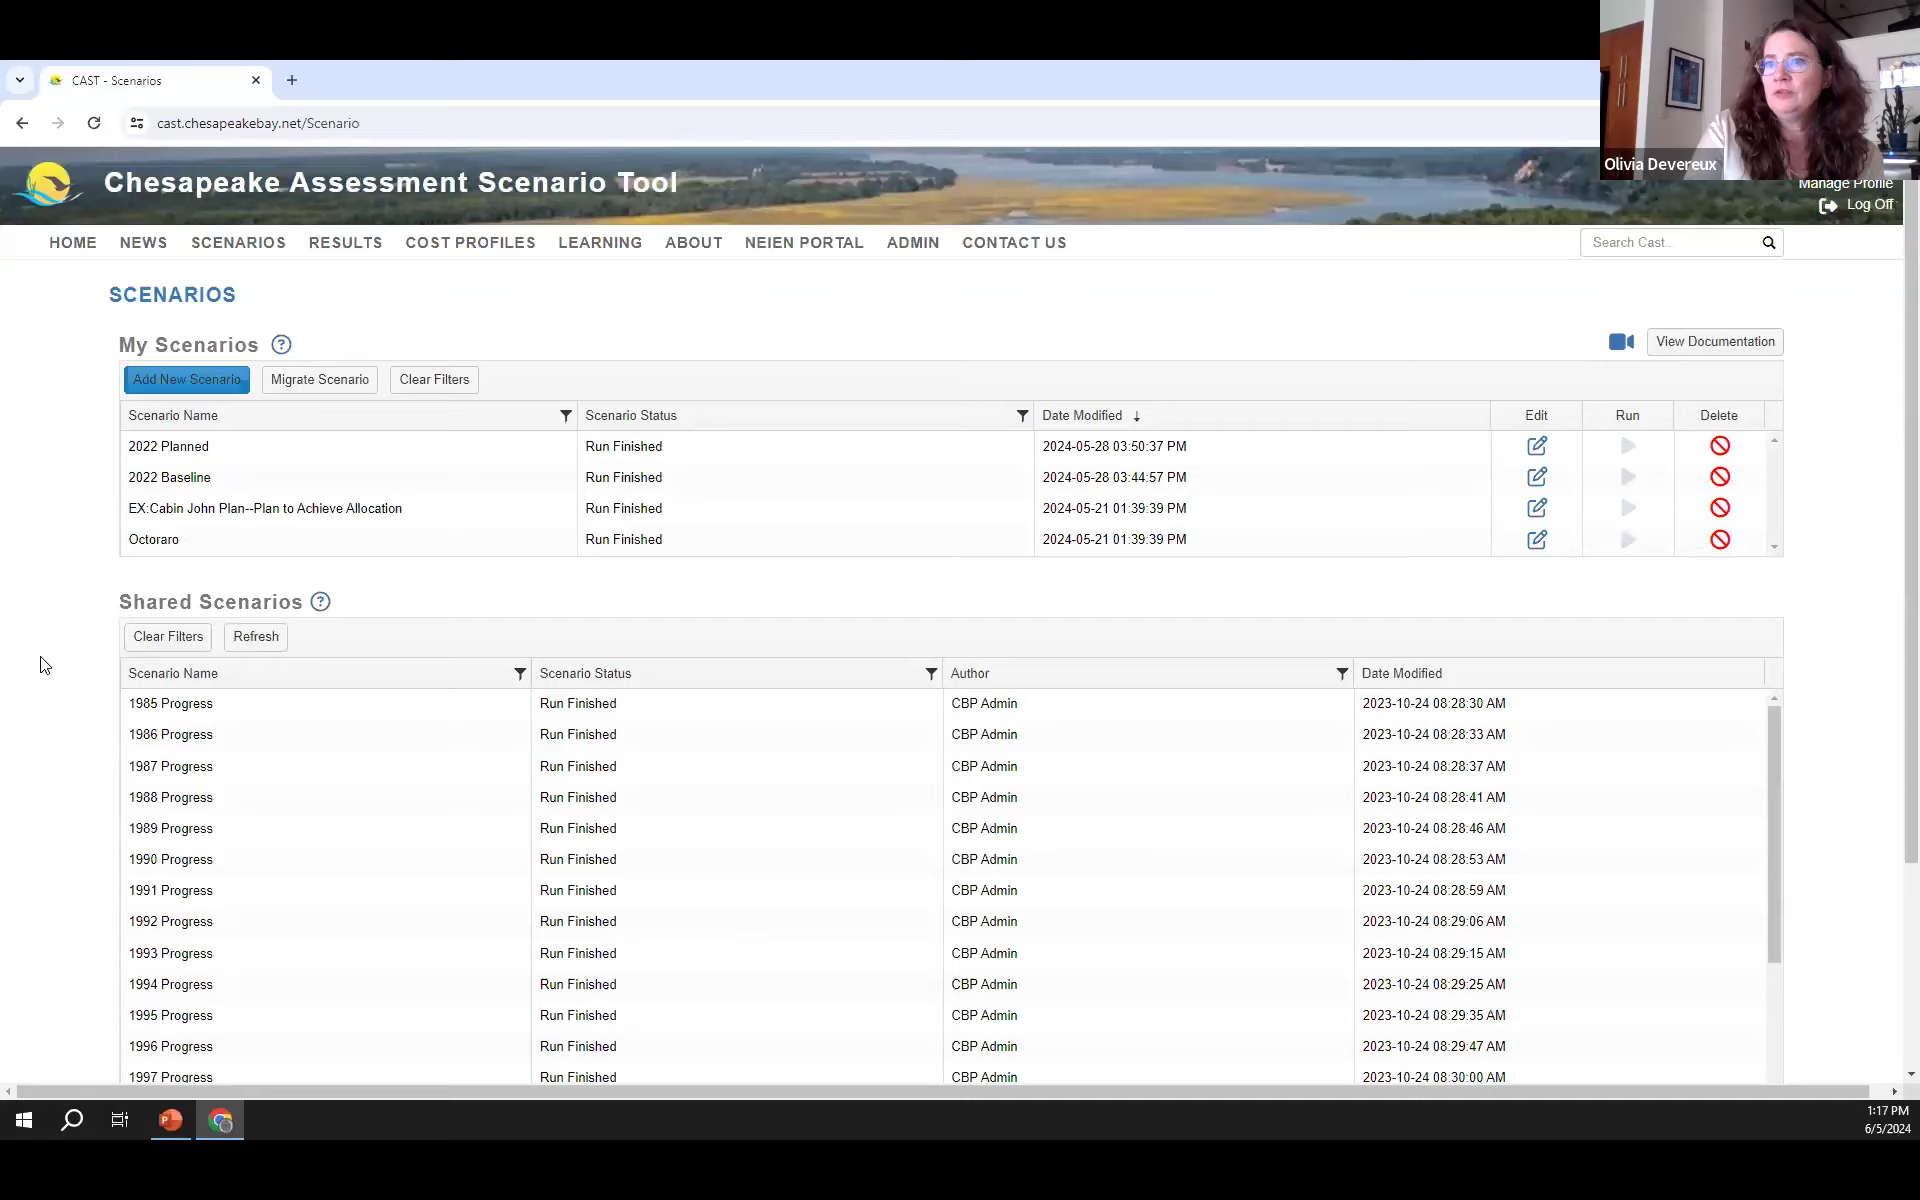 CAST - Scenarios
cast.chesapeakebay.net/Scenario
Olivia Devereux
Chesapeake Assessment Scenario Tool
Manage Profile
Log Off
HOME NEWS SCENARIOS RESULTS COST PROFILES LEARNING ABOUT NEIEN PORTAL ADMIN CONTACT US
Search Cast...
SCENARIOS
My Scenarios ?
View Documentation
Add New Scenario Migrate Scenario Clear Filters
Scenario Name Scenario Status Date Modified ↓ Edit Run Delete
2022 Planned Run Finished 2024-05-28 03:50:37 PM
2022 Baseline Run Finished 2024-05-28 03:44:57 PM
EX:Cabin John Plan--Plan to Achieve Allocation Run Finished 2024-05-21 01:39:39 PM
Octoraro Run Finished 2024-05-21 01:39:39 PM
Shared Scenarios ?
Clear Filters Refresh
Scenario Name Scenario Status Author Date Modified
1985 Progress Run Finished CBP Admin 2023-10-24 08:28:30 AM
1986 Progress Run Finished CBP Admin 2023-10-24 08:28:33 AM
1987 Progress Run Finished CBP Admin 2023-10-24 08:28:37 AM
1988 Progress Run Finished CBP Admin 2023-10-24 08:28:41 AM
1989 Progress Run Finished CBP Admin 2023-10-24 08:28:46 AM
1990 Progress Run Finished CBP Admin 2023-10-24 08:28:53 AM
1991 Progress Run Finished CBP Admin 2023-10-24 08:28:59 AM
1992 Progress Run Finished CBP Admin 2023-10-24 08:29:06 AM
1993 Progress Run Finished CBP Admin 2023-10-24 08:29:15 AM
1994 Progress Run Finished CBP Admin 2023-10-24 08:29:25 AM
1995 Progress Run Finished CBP Admin 2023-10-24 08:29:35 AM
1996 Progress Run Finished CBP Admin 2023-10-24 08:29:47 AM
1997 Progress Run Finished CBP Admin 2023-10-24 08:30:00 AM
1:17 PM
6/5/2024